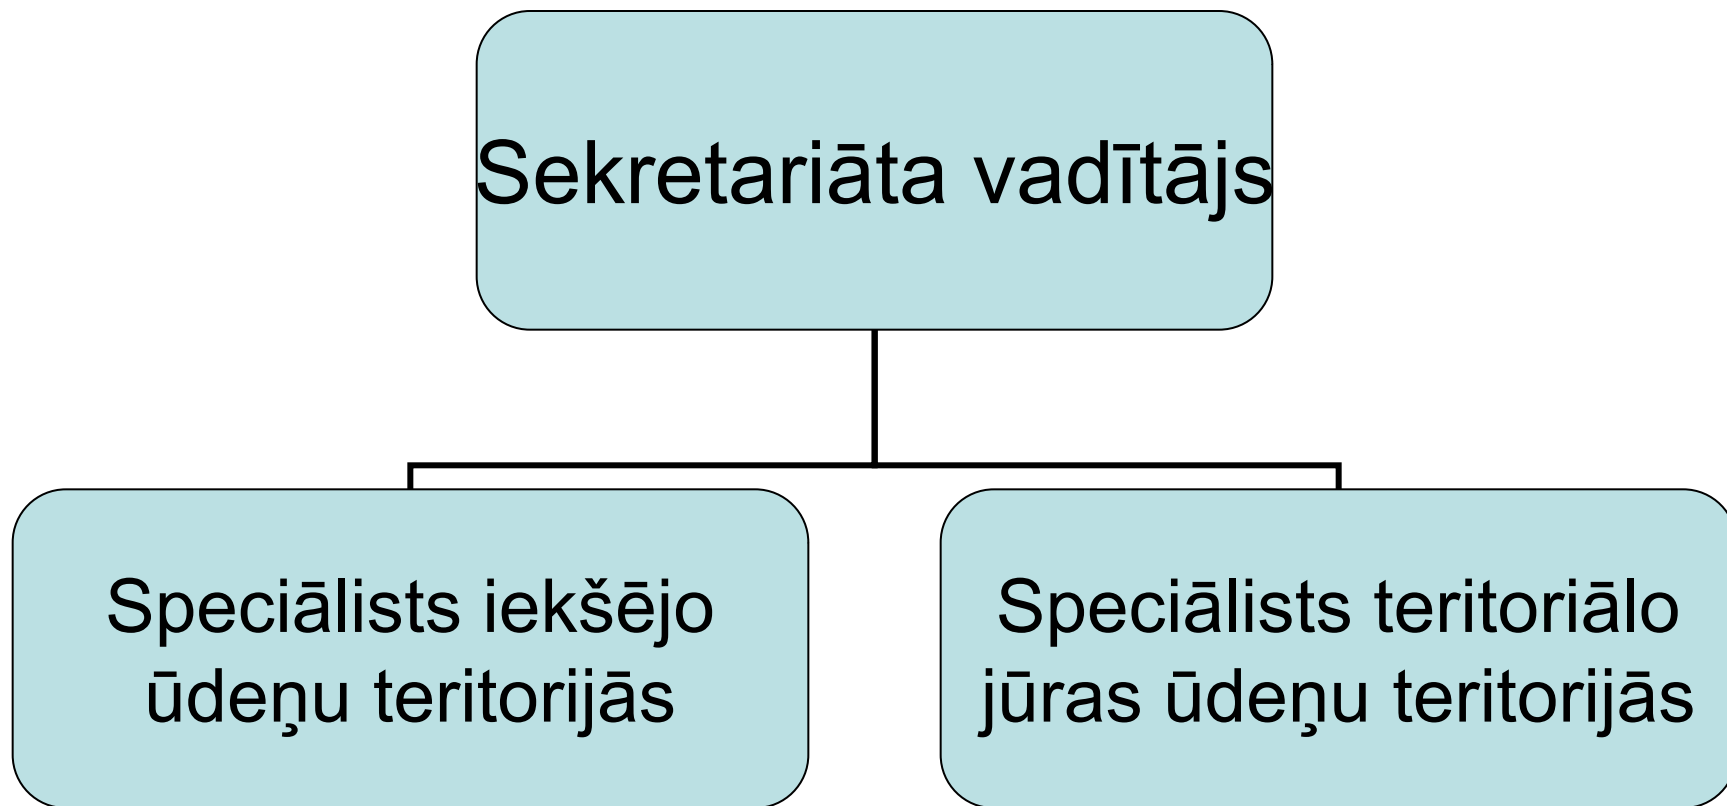 Sekretariāta vadītājs
Speciālists iekšējo
ūdeņu teritorijās
Speciālists teritoriālo
jūras ūdeņu teritorijās